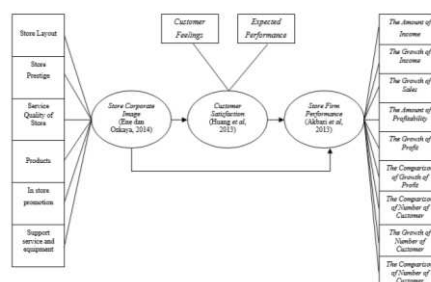 Store Layout
Store
Prestige
Service
Quality of
Store
Products
In store
promotion
Support
service and
equipment
Customer
Feelings
Expected
Performance
Store Corporate
Image
(Ene dan
Ozkaya, 2014)
Customer
Satisfaction
(Huang et al,
2015)
Store Firm
Performance
(Akbari et al,
2015)
The Amount of
Income
The Growth of
Income
The Growth of
Sales
The Amount of
Profitability
The Growth of
Profit
The Comparison
of Growth of
Profit
The Comparison
of Number of
Customer
The Growth of
Number of
Customer
The Comparison
of Number of
Customer